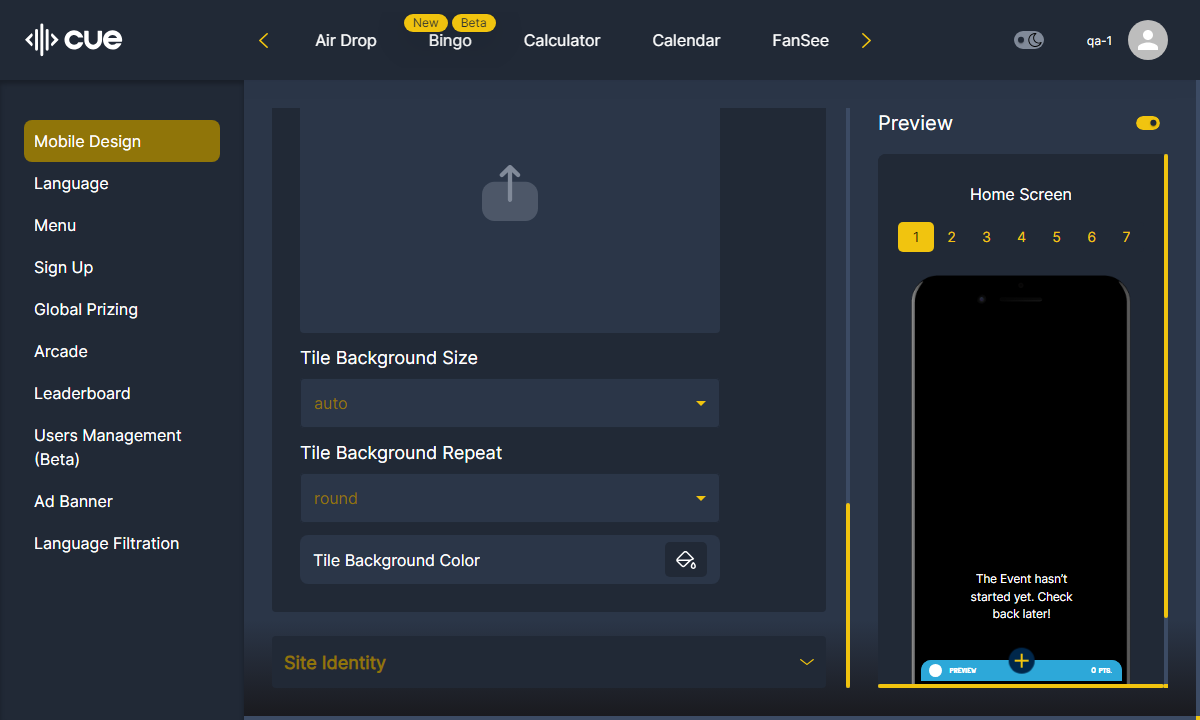 cue
Air Drop
New
Beta
Bingo
Calculator
Calendar
FanSee
qa-1
Mobile Design
Language
Menu
Sign Up
Global Prizing
Arcade
Leaderboard
Users Management
(Beta)
Ad Banner
Language Filtration
Tile Background Size
auto
Tile Background Repeat
round
Tile Background Color
Site Identity
Preview
Home Screen
1 2 3 4 5 6 7
The Event hasn't
started yet. Check
back later!
PREVIEW
0 PTS.